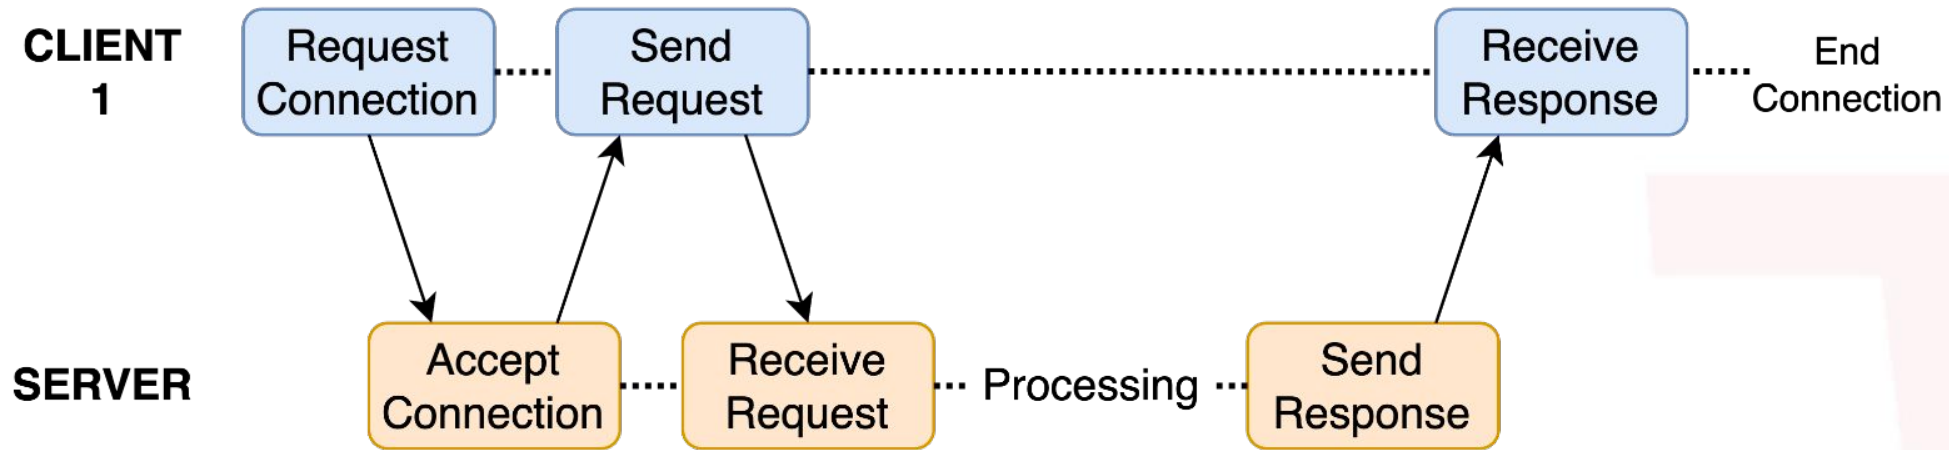 CLIENT
1
Request
Connection
Send
Request
Receive
Response
End
Connection
SERVER
Accept
Connection
Receive
Request
Processing
Send
Response